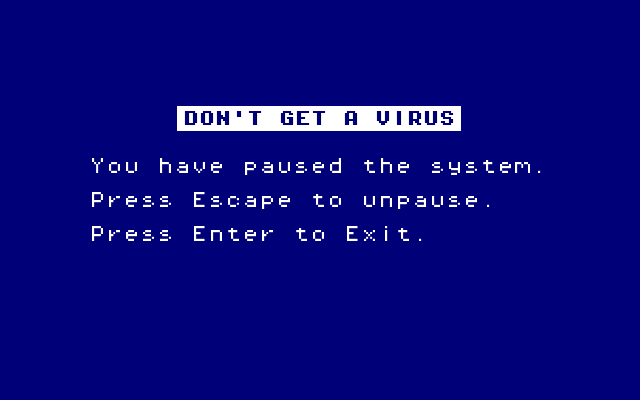 DON'T GET A VIRUS
You have paused the system.
Press Escape to unpause.
Press Enter to Exit.